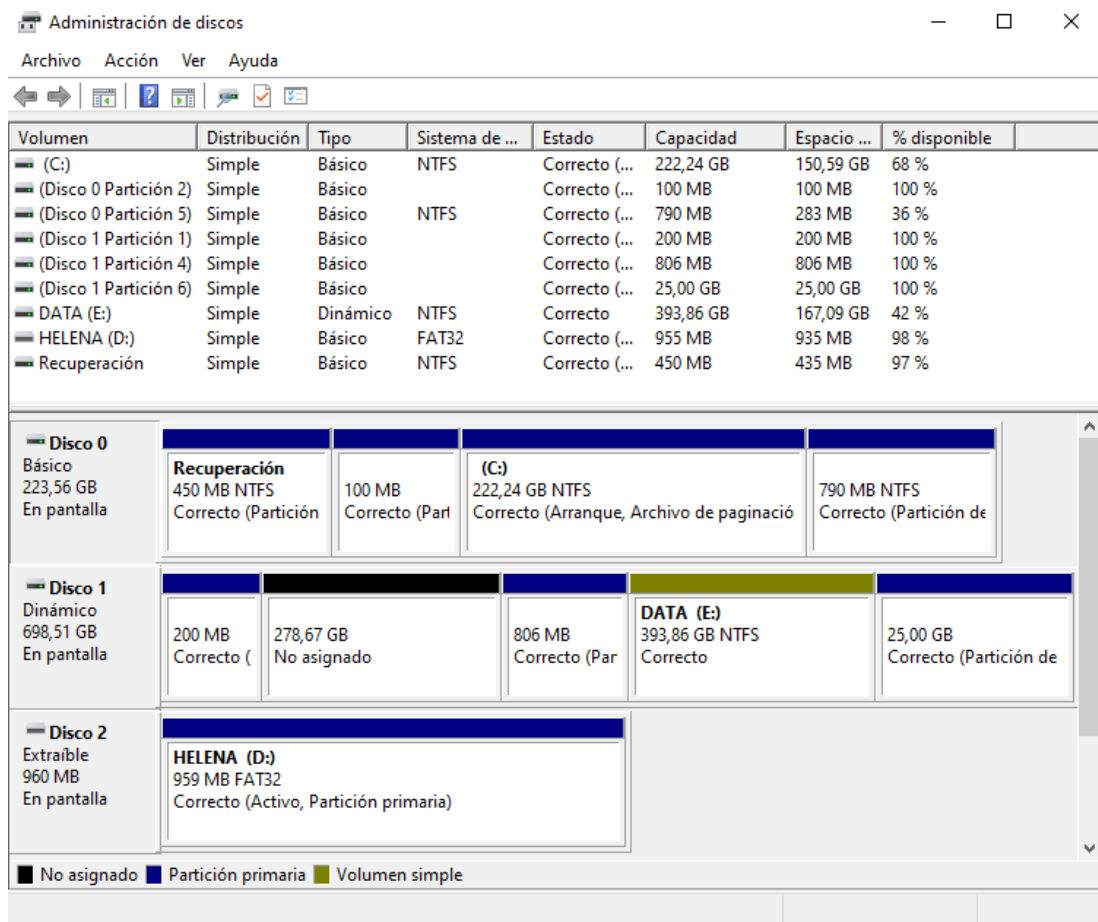 Administración de discos
Archivo Acción Ver Ayuda
Volumen Distribución Tipo Sistema de ... Estado Capacidad Espacio ... % disponible
(C:) Simple Básico NTFS Correcto (... 222,24 GB 150,59 GB 68 %
(Disco 0 Partición 2) Simple Básico Correcto (... 100 MB 100 MB 100 %
(Disco 0 Partición 5) Simple Básico NTFS Correcto (... 790 MB 283 MB 36 %
(Disco 1 Partición 1) Simple Básico Correcto (... 200 MB 200 MB 100 %
(Disco 1 Partición 4) Simple Básico Correcto (... 806 MB 806 MB 100 %
(Disco 1 Partición 6) Simple Básico Correcto (... 25,00 GB 25,00 GB 100 %
DATA (E:) Simple Dinámico NTFS Correcto 393,86 GB 167,09 GB 42 %
HELENA (D:) Simple Básico FAT32 Correcto (... 955 MB 935 MB 98 %
Recuperación Simple Básico NTFS Correcto (... 450 MB 435 MB 97 %
Disco 0
Básico
223,56 GB
En pantalla
Recuperación
450 MB NTFS
Correcto (Partición
100 MB
Correcto (Part
(C:)
222,24 GB NTFS
Correcto (Arranque, Archivo de paginació
790 MB NTFS
Correcto (Partición de
Disco 1
Dinámico
698,51 GB
En pantalla
200 MB
Correcto (
278,67 GB
No asignado
806 MB
Correcto (Par
DATA (E:)
393,86 GB NTFS
Correcto
25,00 GB
Correcto (Partición de
Disco 2
Extraíble
960 MB
En pantalla
HELENA (D:)
959 MB FAT32
Correcto (Activo, Partición primaria)
No asignado Partición primaria Volumen simple